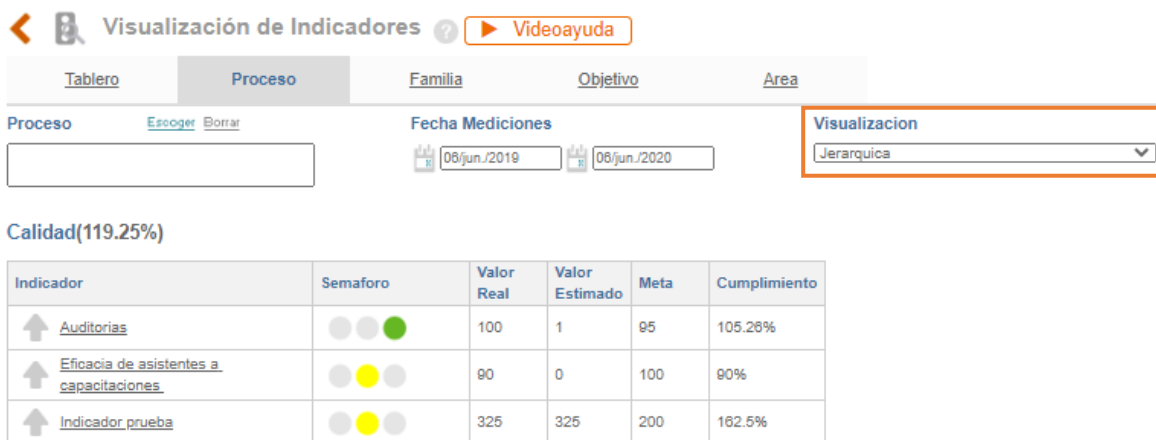 Visualización de Indicadores ? Videoayuda
Tablero Proceso Familia Objetivo Area
Proceso Escoger Borrar Fecha Mediciones Visualizacion
06/jun./2019 06/jun./2020 Jerarquica
Calidad(119.25%)
Indicador Semaforo Valor Real Valor Estimado Meta Cumplimiento
Auditorias 100 1 95 105.26%
Eficacia de asistentes a
capacitaciones 90 0 100 90%
Indicador prueba 325 325 200 162.5%